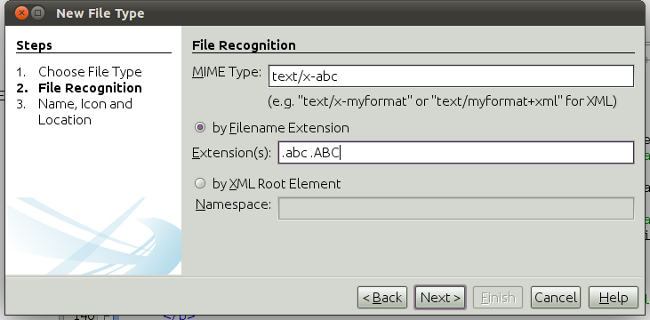 New File Type
Steps
1. Choose File Type
2. File Recognition
3. Name, Icon and
Location
File Recognition
MIME Type: text/x-abc
(e.g. "text/x-myformat" or "text/myformat+xml" for XML)
by Filename Extension
Extension(s): .abc .ABC
by XML Root Element
Namespace:
< Back Next > Finish Cancel Help
</p>